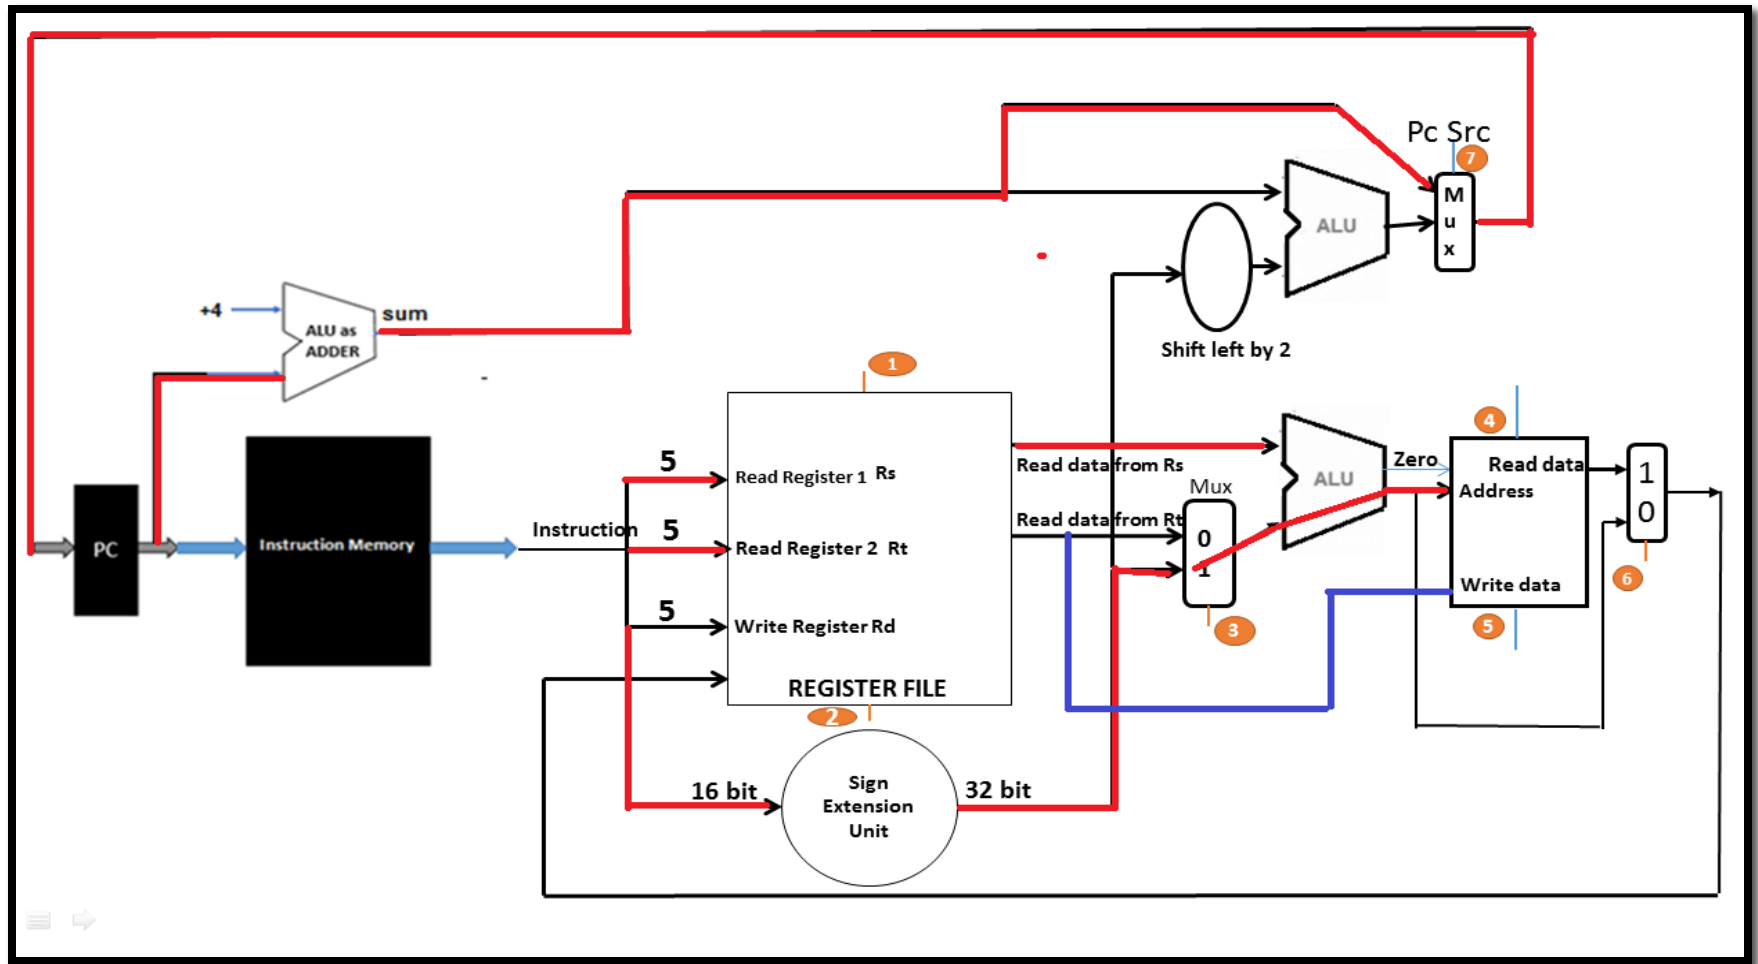 Pc Src
7
M
u
x
ALU
+4
sum
ALU as
ADDER
Shift left by 2
1
4
5
Read Register 1 Rs
Read data from Rs
Zero
Read data
1
ALU
Address
Mux
0
Instruction
Read data from Rt
0
5
PC
Instruction Memory
Read Register 2 Rt
1
Write data
6
5
Write Register Rd
3
5
REGISTER FILE
2
16 bit
Sign
Extension
Unit
32 bit